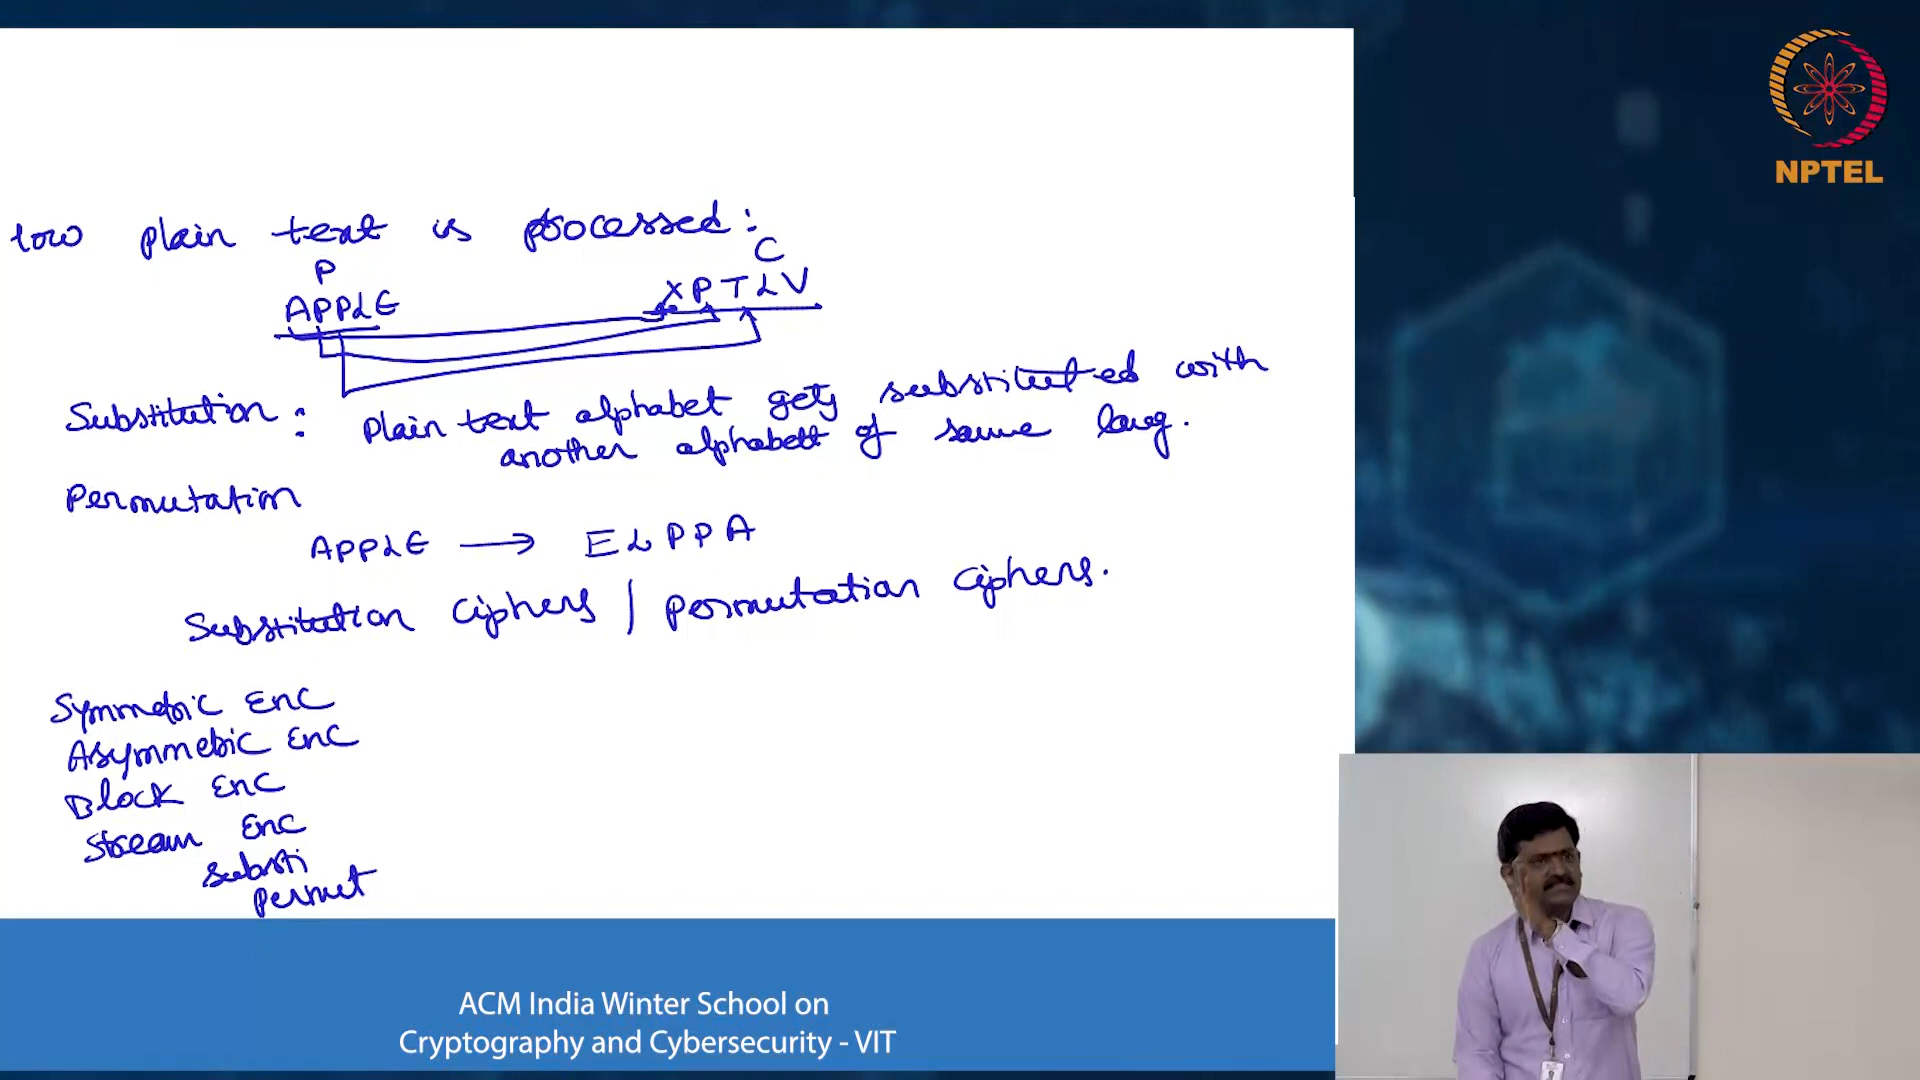 How plain text is processed:
P C
APPLE XPTLV
Substitution: Plain text alphabet gets substituted with
another alphabet of same lang.
Permutation
APPLE → ELPPA
Substitution ciphers / permutation ciphers.
Symmetric Enc
Asymmetric Enc
Block Enc
Stream Enc
Substi
Permut
NPTEL
ACM India Winter School on
Cryptography and Cybersecurity - VIT